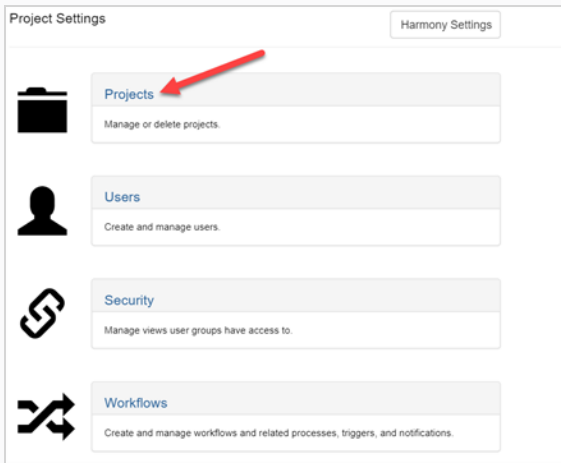 Project Settings
Harmony Settings
Projects
Manage or delete projects.
Users
Create and manage users.
Security
Manage views user groups have access to.
Workflows
Create and manage workflows and related processes, triggers, and notifications.